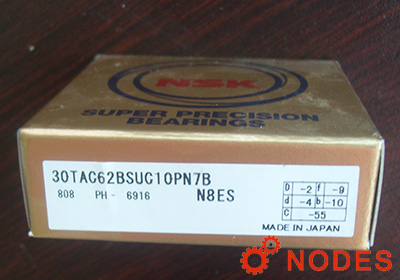 NSK
SUPER PRECISION
BEARINGS
30TAC62BSUC10PN7B
808 PH- 6916 N8ES
D -2 f -9
d -4 b -10
C -55
MADE IN JAPAN
NODES